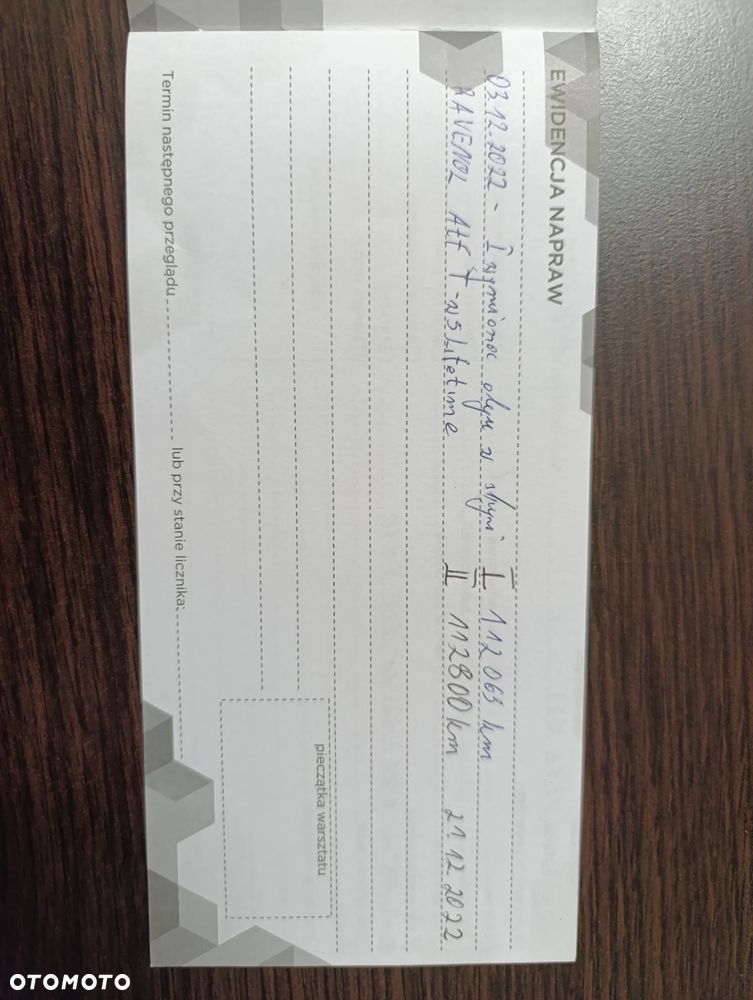 EWIDENCJA NAPRAW
03.12.2022 - I wymiana oleju w skrzyni I 112 063 km
RAVENOL Atf T-WS Lifetime II 112800 km 21.12.2022
pieczątka warsztatu
Termin następnego przeglądu lub przy stanie licznika:
OTOMOTO